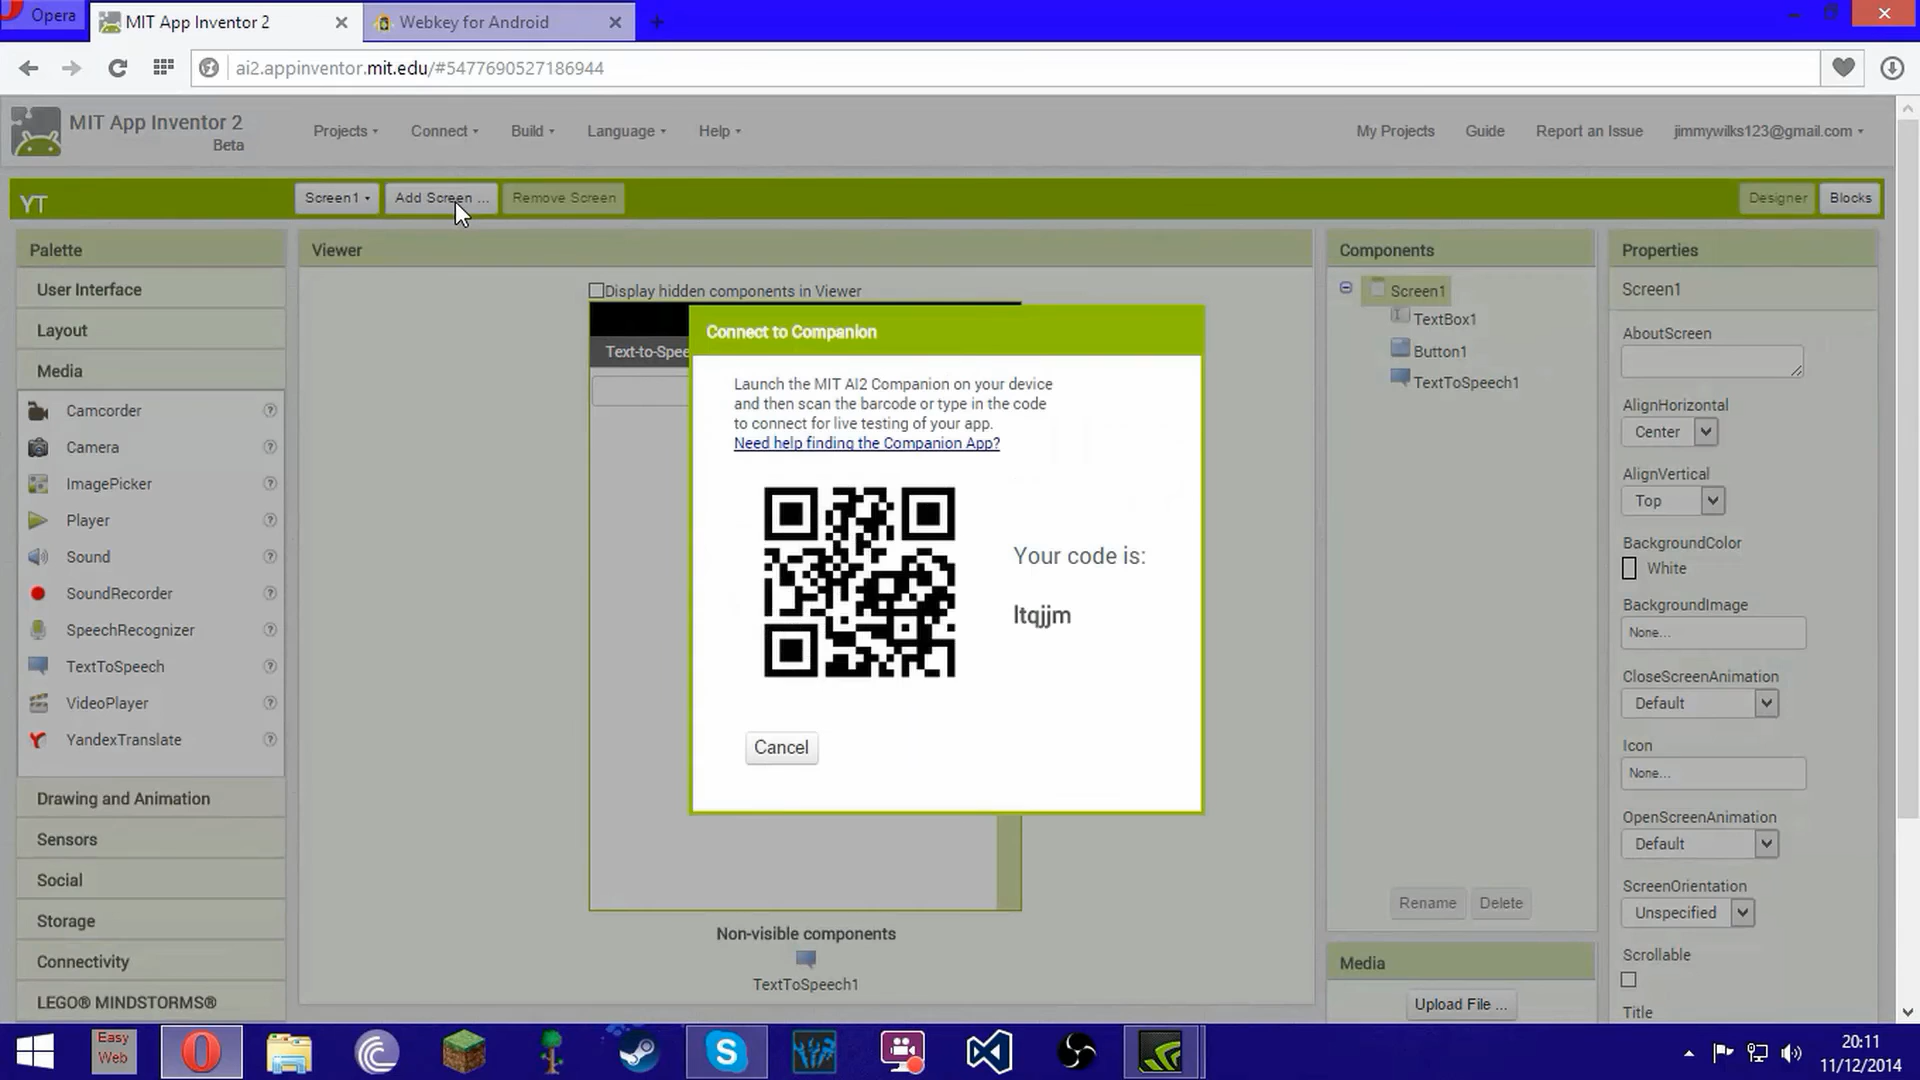 Opera
MIT App Inventor 2
Webkey for Android
ai2.appinventor.mit.edu/#5477690527186944
MIT App Inventor 2
Beta
Projects
Connect
Build
Language
Help
My Projects
Guide
Report an Issue
jimmywilks123@gmail.com
YT
Screen1
Add Screen ...
Remove Screen
Designer
Blocks
Palette
User Interface
Layout
Media
Camcorder
Camera
ImagePicker
Player
Sound
SoundRecorder
SpeechRecognizer
TextToSpeech
VideoPlayer
YandexTranslate
Drawing and Animation
Sensors
Social
Storage
Connectivity
LEGO® MINDSTORMS®
Viewer
Display hidden components in Viewer
Text-to-Spee
Connect to Companion
Launch the MIT AI2 Companion on your device
and then scan the barcode or type in the code
to connect for live testing of your app.
Need help finding the Companion App?
Your code is:
ltqjjm
Cancel
Non-visible components
TextToSpeech1
Components
Screen1
TextBox1
Button1
TextToSpeech1
Rename
Delete
Media
Upload File ...
Properties
Screen1
AboutScreen
AlignHorizontal
Center
AlignVertical
Top
BackgroundColor
White
BackgroundImage
None...
CloseScreenAnimation
Default
Icon
None...
OpenScreenAnimation
Default
ScreenOrientation
Unspecified
Scrollable
Title
Easy
Web
20:11
11/12/2014